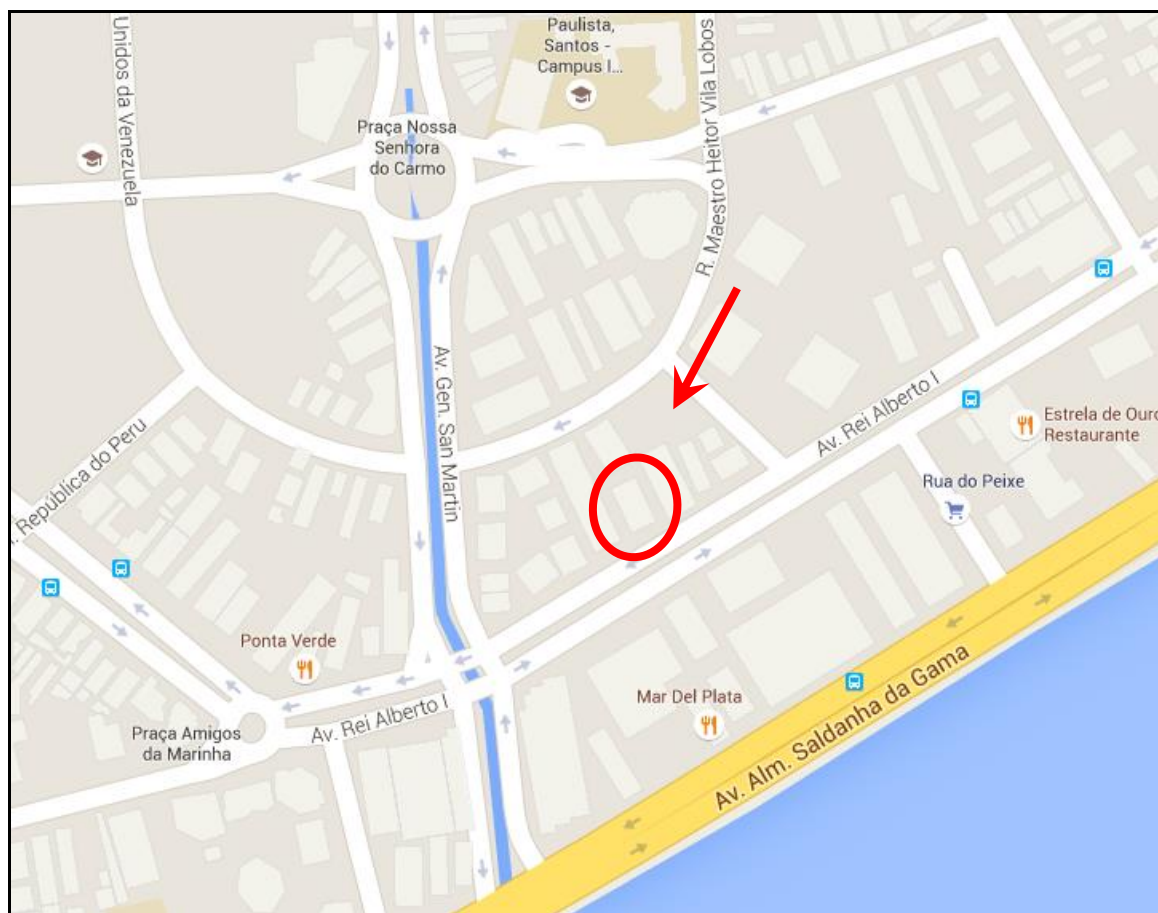 Unidos da Venezuela
Paulista,
Santos -
Campus I...
R. Maestro Heitor Vila Lobos
Praça Nossa
Senhora
do Carmo
Av. Gen. San Martin
República do Peru
Av. Rei Alberto I
Estrela de Ouro
Restaurante
Rua do Peixe
Ponta Verde
Mar Del Plata
Av. Alm. Saldanha da Gama
Praça Amigos
da Marinha
Av. Rei Alberto I